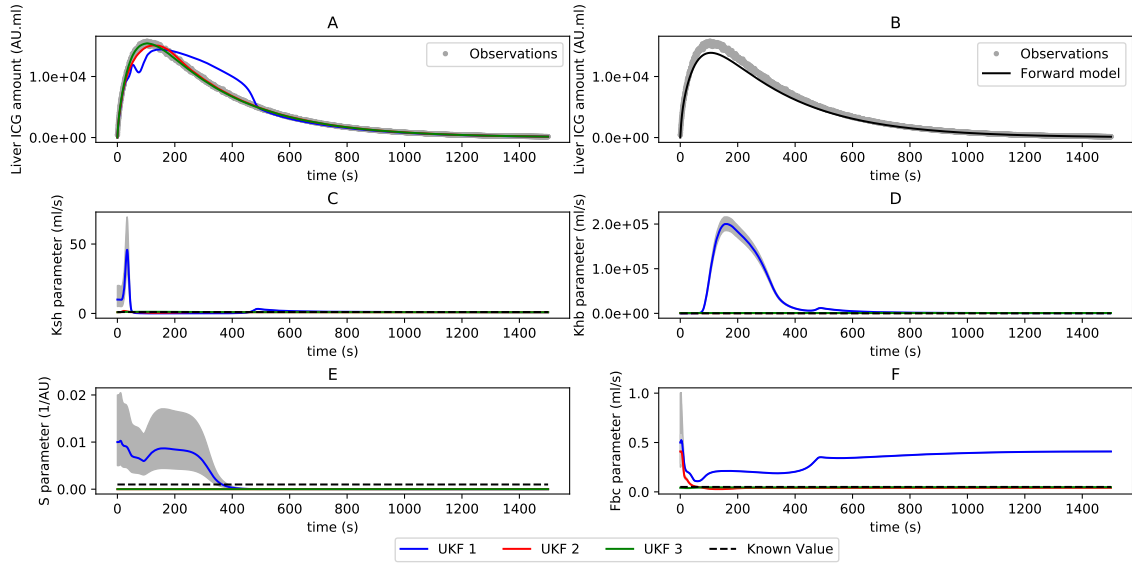 A
Liver ICG amount (AU.ml)
1.0e+04
0.0e+00
Observations
0 200 400 600 800 1000 1200 1400
time (s)
B
Liver ICG amount (AU.ml)
1.0e+04
0.0e+00
Observations
Forward model
0 200 400 600 800 1000 1200 1400
time (s)
C
Ksh parameter (ml/s)
50
0
0 200 400 600 800 1000 1200 1400
time (s)
D
Khb parameter (ml/s)
2.0e+05
1.0e+05
0.0e+00
0 200 400 600 800 1000 1200 1400
time (s)
E
S parameter (1/AU)
0.02
0.01
0.00
0 200 400 600 800 1000 1200 1400
time (s)
F
Fbc parameter (ml/s)
1.0
0.5
0.0
0 200 400 600 800 1000 1200 1400
time (s)
UKF 1 UKF 2 UKF 3 Known Value